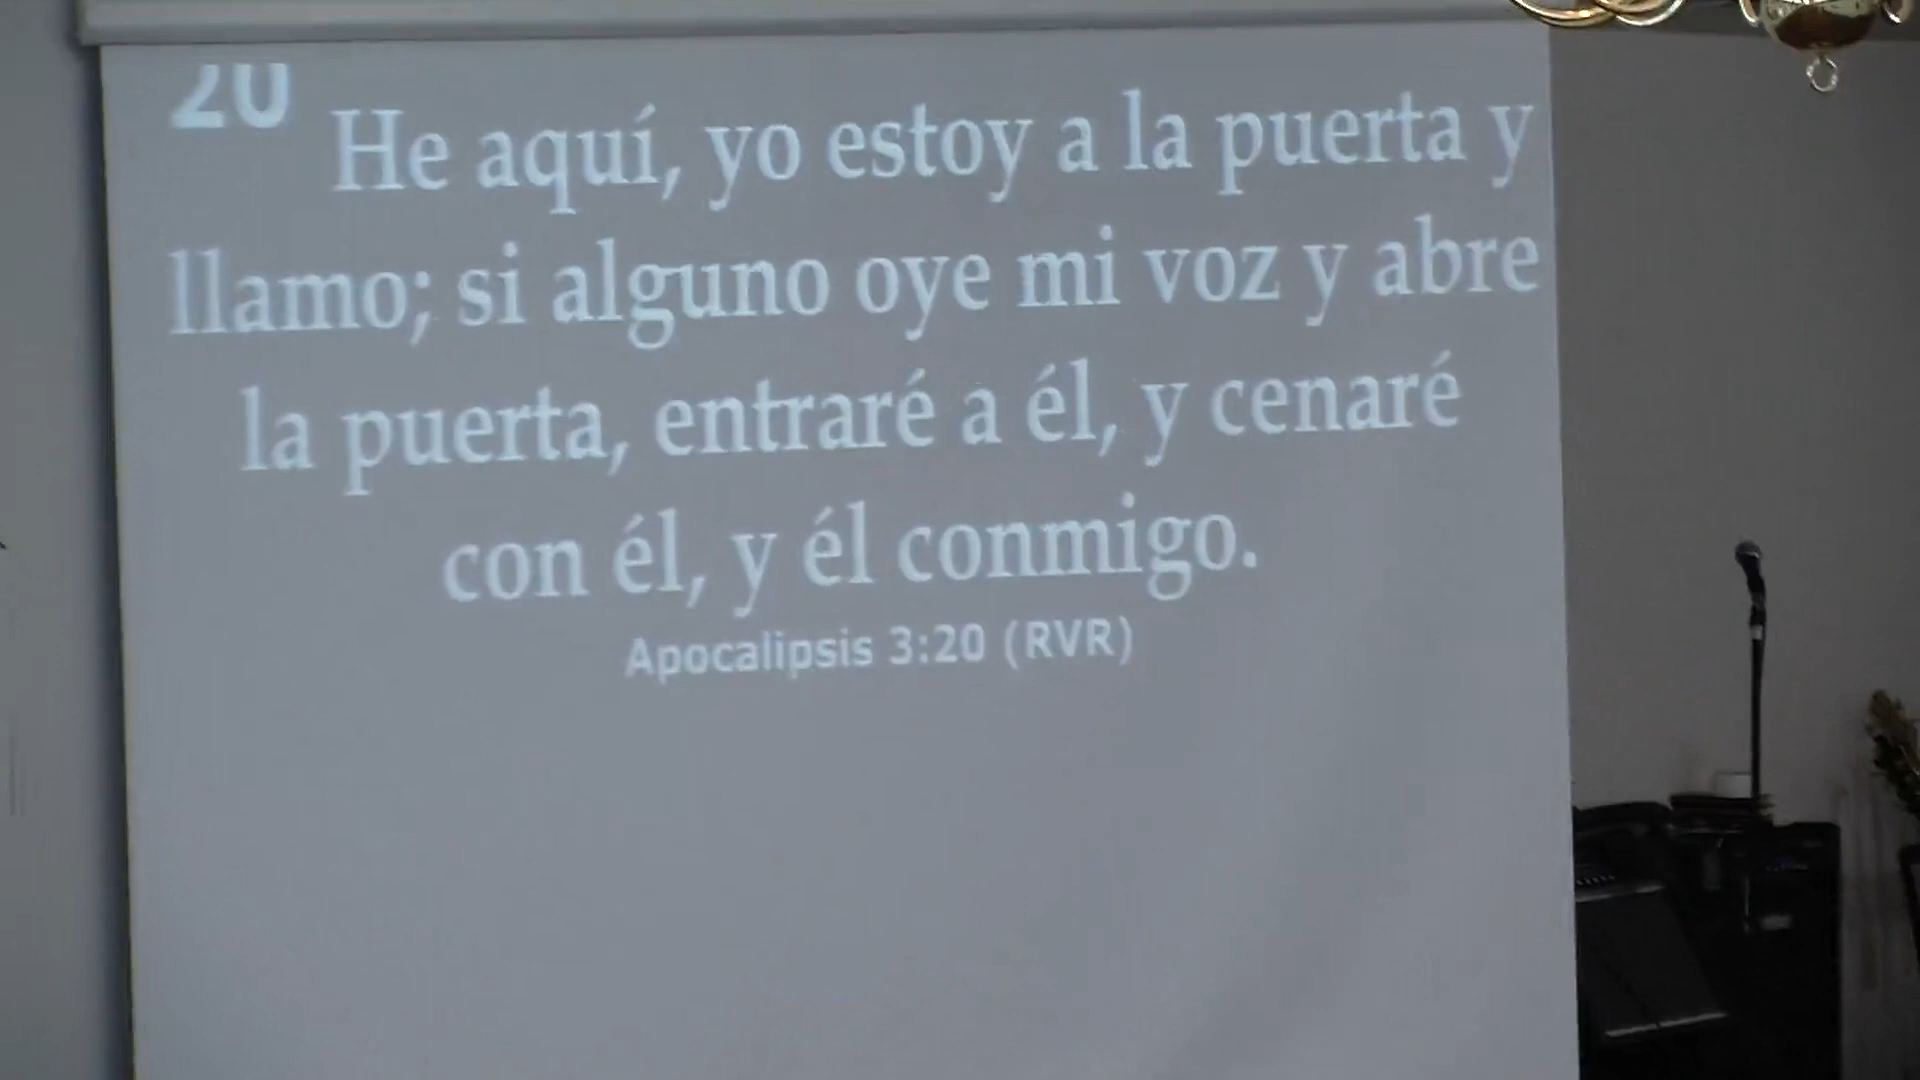 20 He aquí, yo estoy a la puerta y
llamo; si alguno oye mi voz y abre
la puerta, entraré a él, y cenaré
con él, y él conmigo.
Apocalipsis 3:20 (RVR)